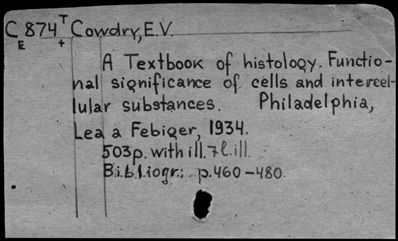 C 874 T Cowdry, E.V.
E +
A Textbook of histology. Functio-
nal significance of cells and intercel-
lular substances. Philadelphia,
Lea a Febiger, 1934.
503p. with ill. 7 l. ill.
Bibliogr.: p.460-480.